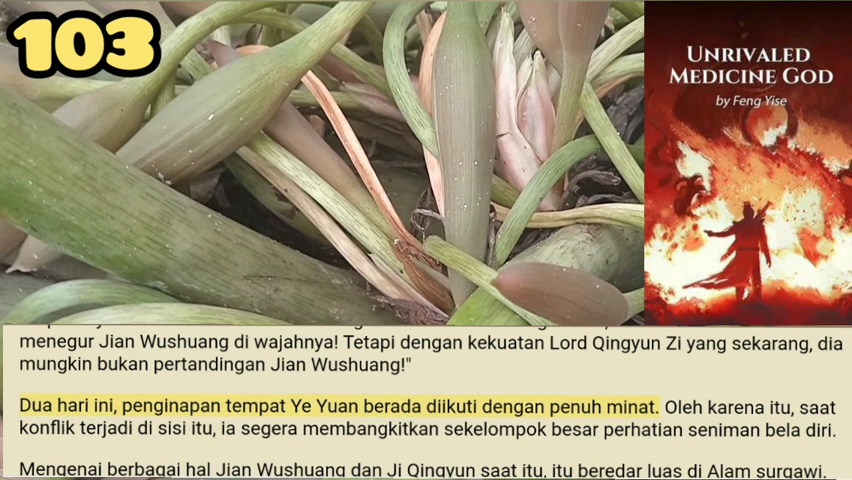 103
UNRIVALED
MEDICINE GOD
by Feng Yise
menegur Jian Wushuang di wajahnya! Tetapi dengan kekuatan Lord Qingyun Zi yang sekarang, dia
mungkin bukan pertandingan Jian Wushuang!"
Dua hari ini, penginapan tempat Ye Yuan berada diikuti dengan penuh minat. Oleh karena itu, saat
konflik terjadi di sisi itu, ia segera membangkitkan sekelompok besar perhatian seniman bela diri.
Mengenai berbagai hal Jian Wushuang dan Ji Qingyun saat itu, itu beredar luas di Alam surgawi.